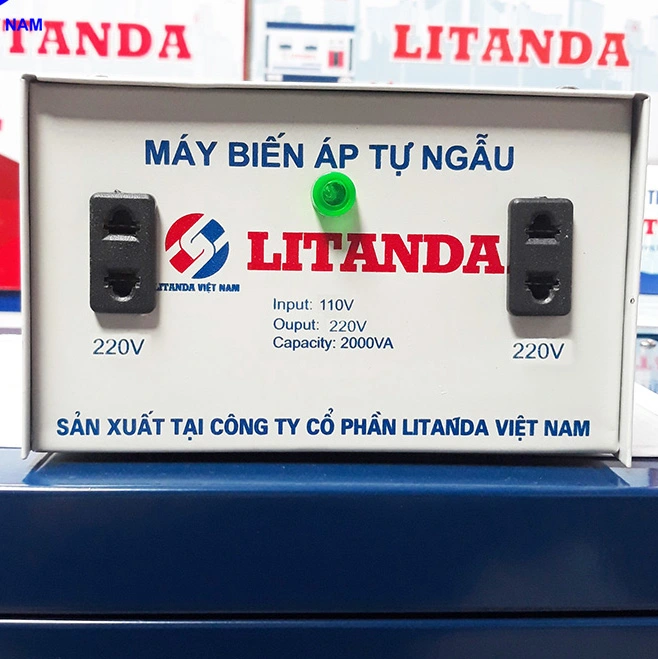 NAM
TANDA
LITANDA
MÁY BIẾN ÁP TỰ NGẪU
LITANDA
LITANDA VIỆT NAM
Input: 110V
Ouput: 220V
Capacity: 2000VA
220V
220V
SẢN XUẤT TẠI CÔNG TY CỔ PHẦN LITANDA VIỆT NAM